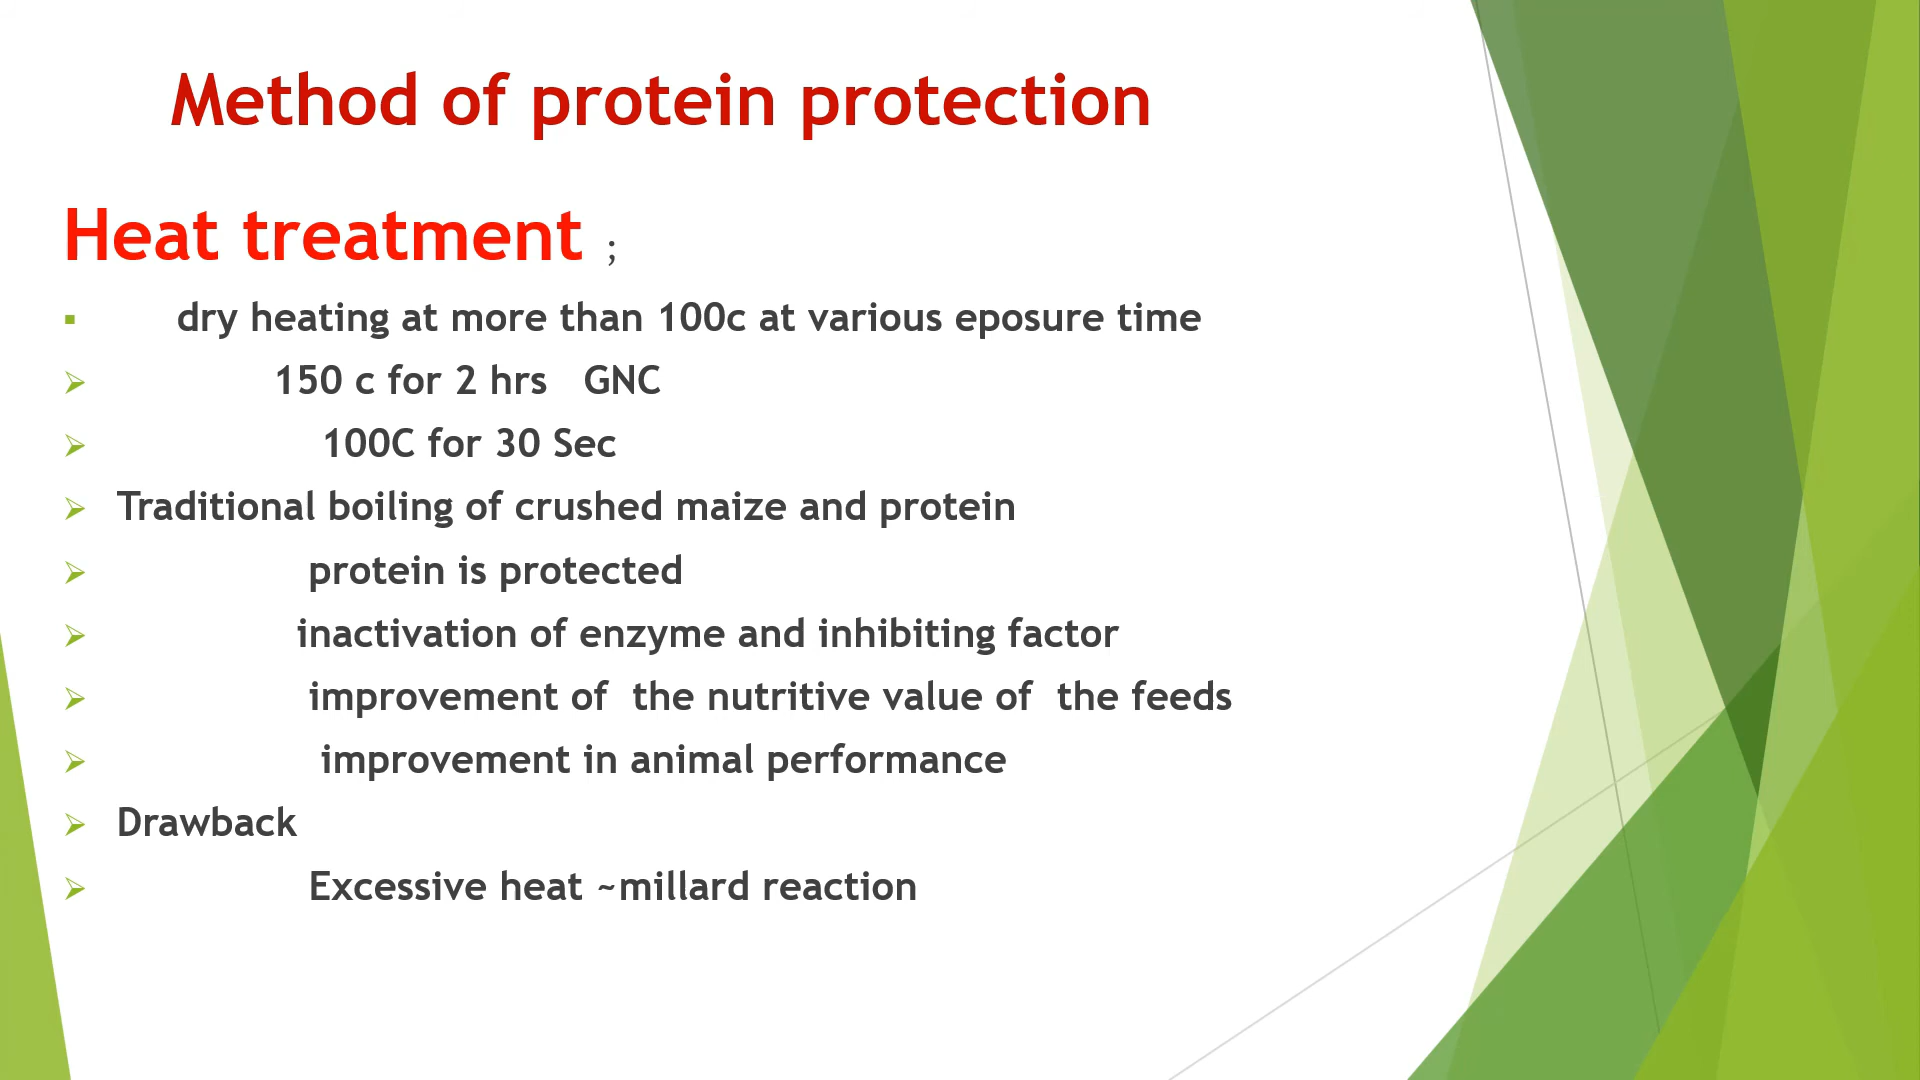 Method of protein protection
Heat treatment ;
dry heating at more than 100c at various eposure time
150 c for 2 hrs GNC
100C for 30 Sec
Traditional boiling of crushed maize and protein
protein is protected
inactivation of enzyme and inhibiting factor
improvement of the nutritive value of the feeds
improvement in animal performance
Drawback
Excessive heat ~millard reaction